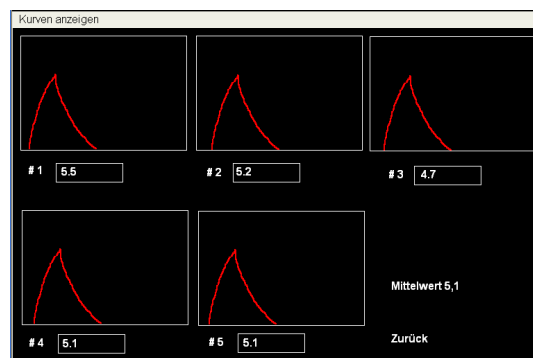 Kurven anzeigen
# 1 5.5
# 2 5.2
# 3 4.7
# 4 5.1
# 5 5.1
Mittelwert 5,1
Zurück